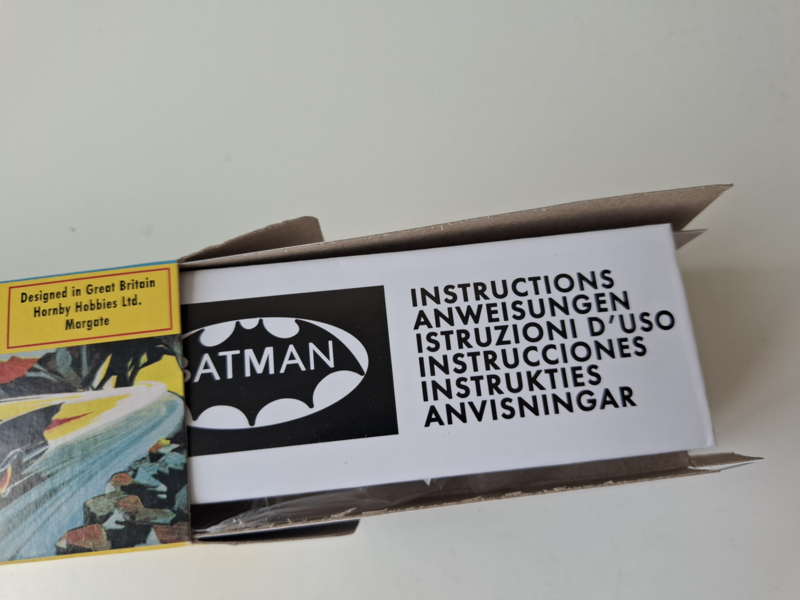 Designed in Great Britain
Hornby Hobbies Ltd.
Margate
BATMAN
INSTRUCTIONS
ANWEISUNGEN
ISTRUZIONI D'USO
INSTRUCCIONES
INSTRUKTIES
ANVISNINGAR